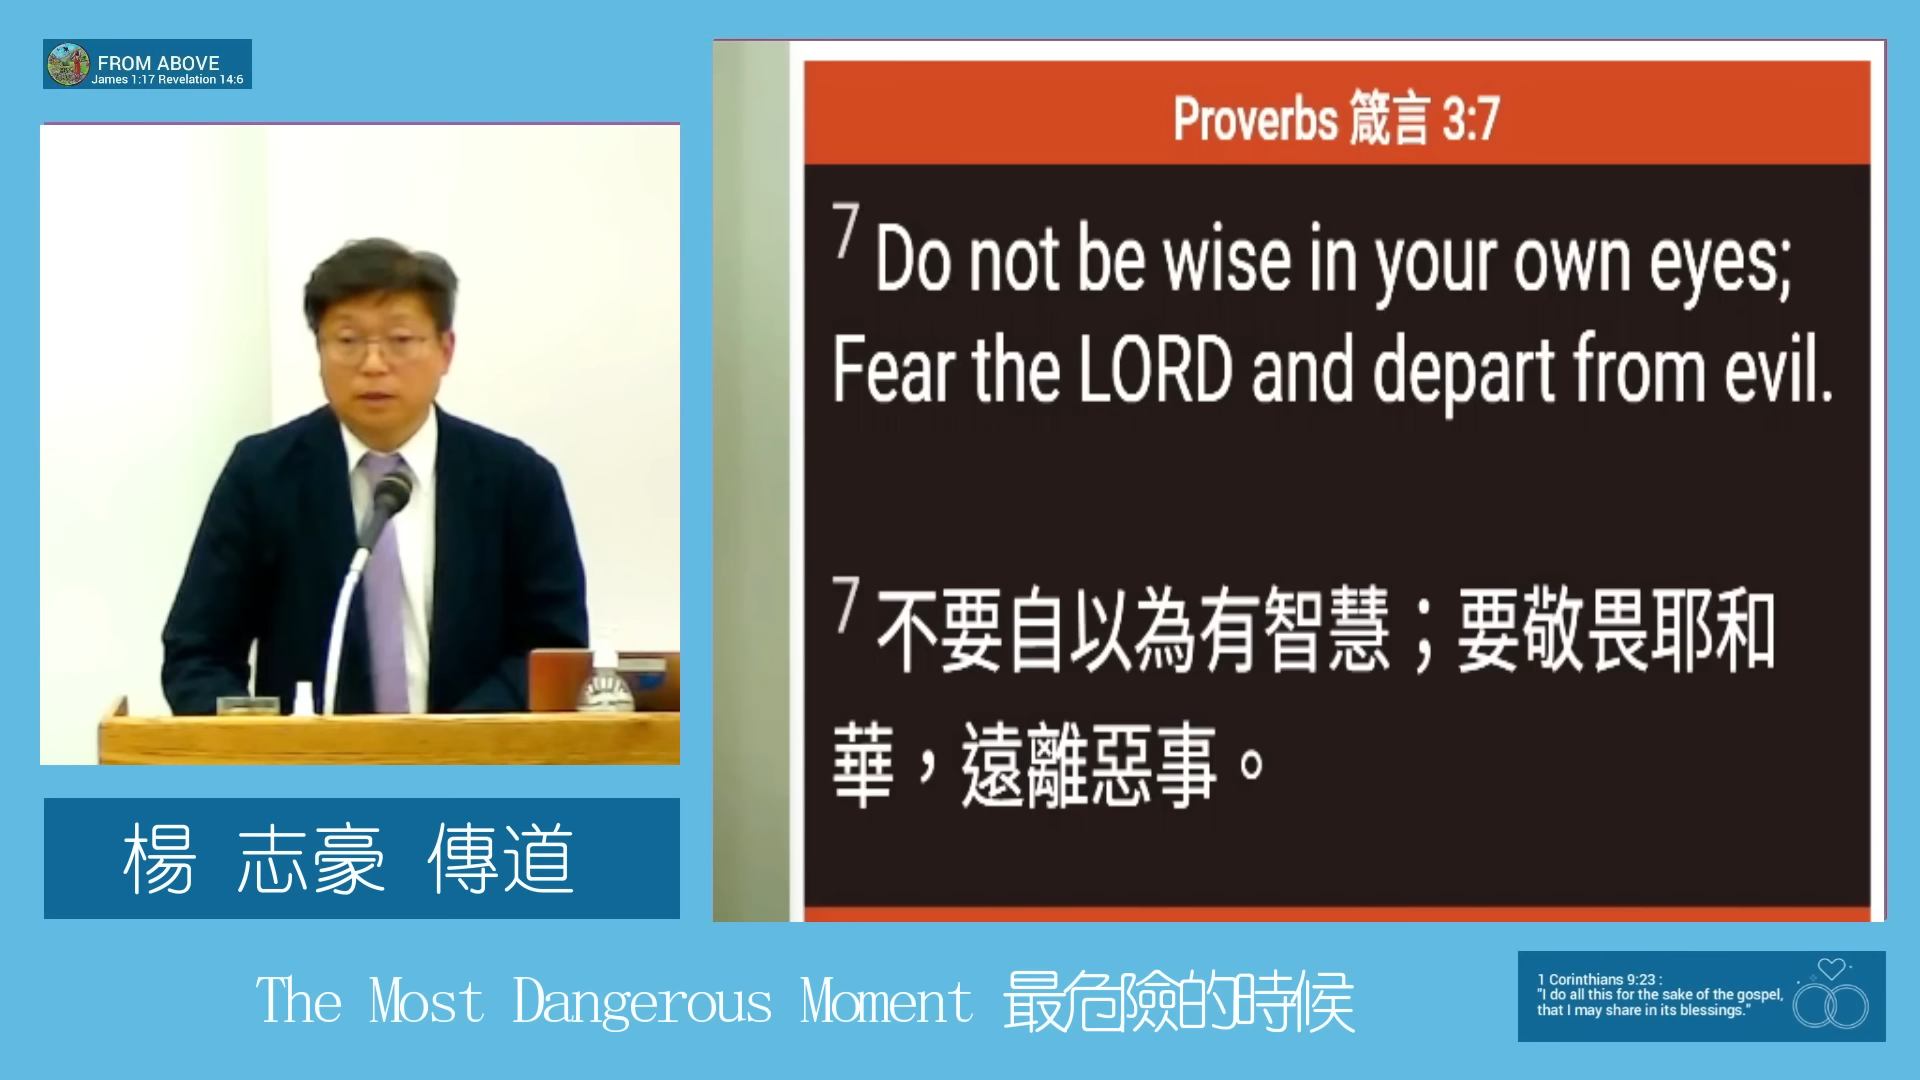 FROM ABOVE
James 1:17 Revelation 14:6
Proverbs 箴言 3:7
7 Do not be wise in your own eyes;
Fear the LORD and depart from evil.
7 不要自以為有智慧；要敬畏耶和
華，遠離惡事。
楊 志豪 傳道
The Most Dangerous Moment 最危險的時候
1 Corinthians 9:23 :
"I do all this for the sake of the gospel,
that I may share in its blessings."